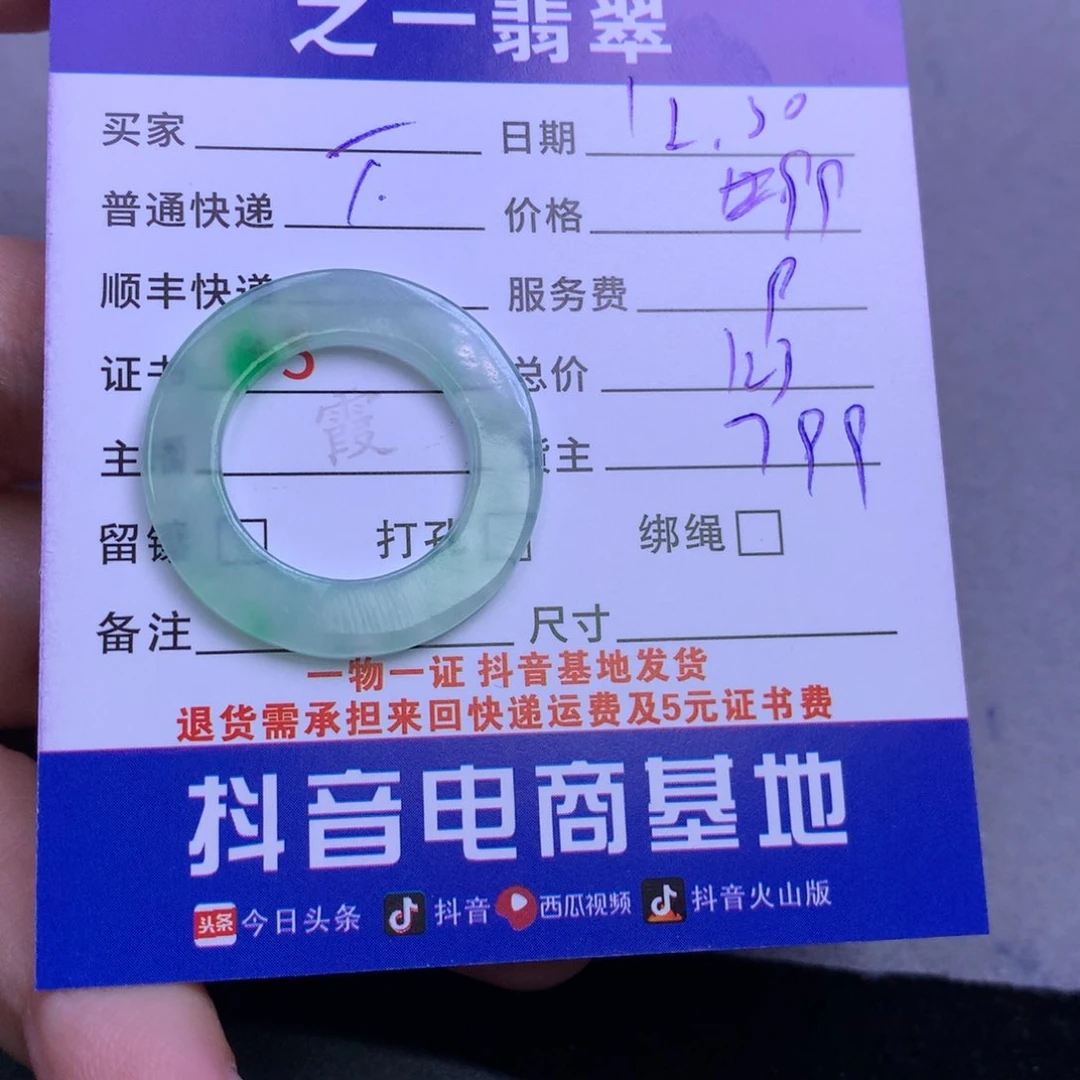 之一翡翠
买家 日期 12.30
普通快递 价格
顺丰快递 服务费
证书 5 总价
主播 霞 货主 799
留镶 打孔 绑绳
备注 尺寸
一物一证 抖音基地发货
退货需承担来回快递运费及5元证书费
抖音电商基地
头条 今日头条 抖音 西瓜视频 抖音火山版